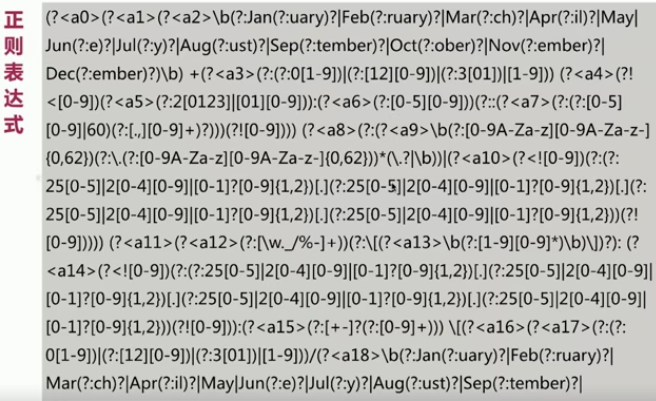 正则表达式
(?<a0>(?<a1>(?<a2>\b(?:Jan(?:uary)?|Feb(?:ruary)?|Mar(?:ch)?|Apr(?:il)?|May|
Jun(?:e)?|Jul(?:y)?|Aug(?:ust)?|Sep(?:tember)?|Oct(?:ober)?|Nov(?:ember)?|
Dec(?:ember)?)\b) +(?<a3>(?:(?:0[1-9])|(?:[12][0-9])|(?:3[01])|[1-9])) (?<a4>(?!
<[0-9])(?<a5>(?:2[0123]|[01][0-9])):(?<a6>(?:[0-5][0-9]))(?::(?<a7>(?:(?:[0-5]
[0-9]|60)(?:[.,][0-9]+)?)))(?![0-9]))) (?<a8>(?:(?<a9>\b(?:[0-9A-Za-z][0-9A-Za-z-]
{0,62})(?:\.(?:[0-9A-Za-z][0-9A-Za-z-]{0,62}))*(\.?|\b))|(?<a10>(?<![0-9])(?:(?:
25[0-5]|2[0-4][0-9]|[0-1]?[0-9]{1,2})[.](?:25[0-5]|2[0-4][0-9]|[0-1]?[0-9]{1,2})[.](?:
25[0-5]|2[0-4][0-9]|[0-1]?[0-9]{1,2})[.](?:25[0-5]|2[0-4][0-9]|[0-1]?[0-9]{1,2}))(?!
[0-9])))) (?<a11>(?<a12>(?:[\w._/%-]+))(?:\[(?<a13>\b(?:[1-9][0-9]*)\b)\])?): (?
<a14>(?<![0-9])(?:(?:25[0-5]|2[0-4][0-9]|[0-1]?[0-9]{1,2})[.](?:25[0-5]|2[0-4][0-9]|
[0-1]?[0-9]{1,2})[.](?:25[0-5]|2[0-4][0-9]|[0-1]?[0-9]{1,2})[.](?:25[0-5]|2[0-4][0-9]|
[0-1]?[0-9]{1,2}))(?![0-9])):(?<a15>(?:[+-]?(?:[0-9]+))) \[(?<a16>(?<a17>(?:(?:
0[1-9])|(?:[12][0-9])|(?:3[01])|[1-9]))/(?<a18>\b(?:Jan(?:uary)?|Feb(?:ruary)?|
Mar(?:ch)?|Apr(?:il)?|May|Jun(?:e)?|Jul(?:y)?|Aug(?:ust)?|Sep(?:tember)?|